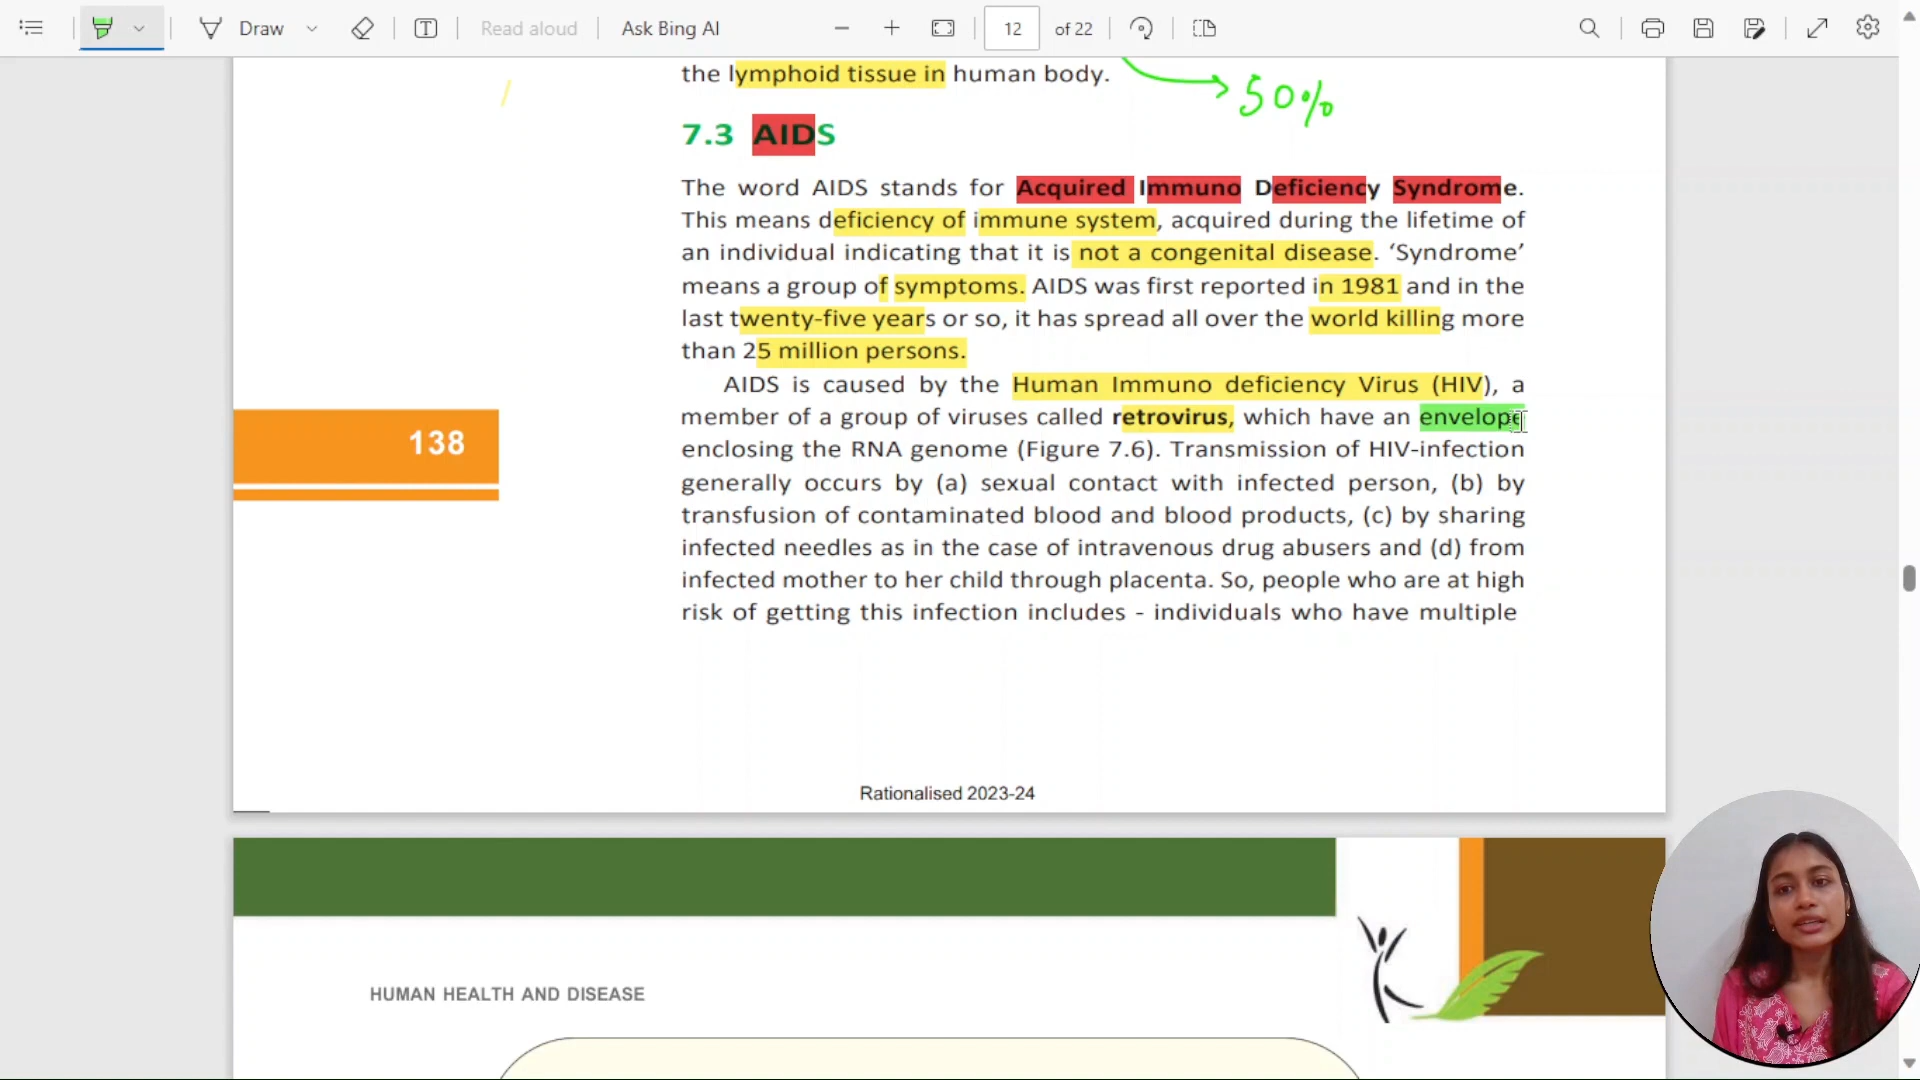 Draw
Read aloud
Ask Bing AI
12
of 22
the lymphoid tissue in human body.
50%
7.3 AIDS
The word AIDS stands for Acquired Immuno Deficiency Syndrome.
This means deficiency of immune system, acquired during the lifetime of
an individual indicating that it is not a congenital disease. ‘Syndrome’
means a group of symptoms. AIDS was first reported in 1981 and in the
last twenty-five years or so, it has spread all over the world killing more
than 25 million persons.
AIDS is caused by the Human Immuno deficiency Virus (HIV), a
member of a group of viruses called retrovirus, which have an envelope
enclosing the RNA genome (Figure 7.6). Transmission of HIV-infection
generally occurs by (a) sexual contact with infected person, (b) by
transfusion of contaminated blood and blood products, (c) by sharing
infected needles as in the case of intravenous drug abusers and (d) from
infected mother to her child through placenta. So, people who are at high
risk of getting this infection includes - individuals who have multiple
138
Rationalised 2023-24
HUMAN HEALTH AND DISEASE